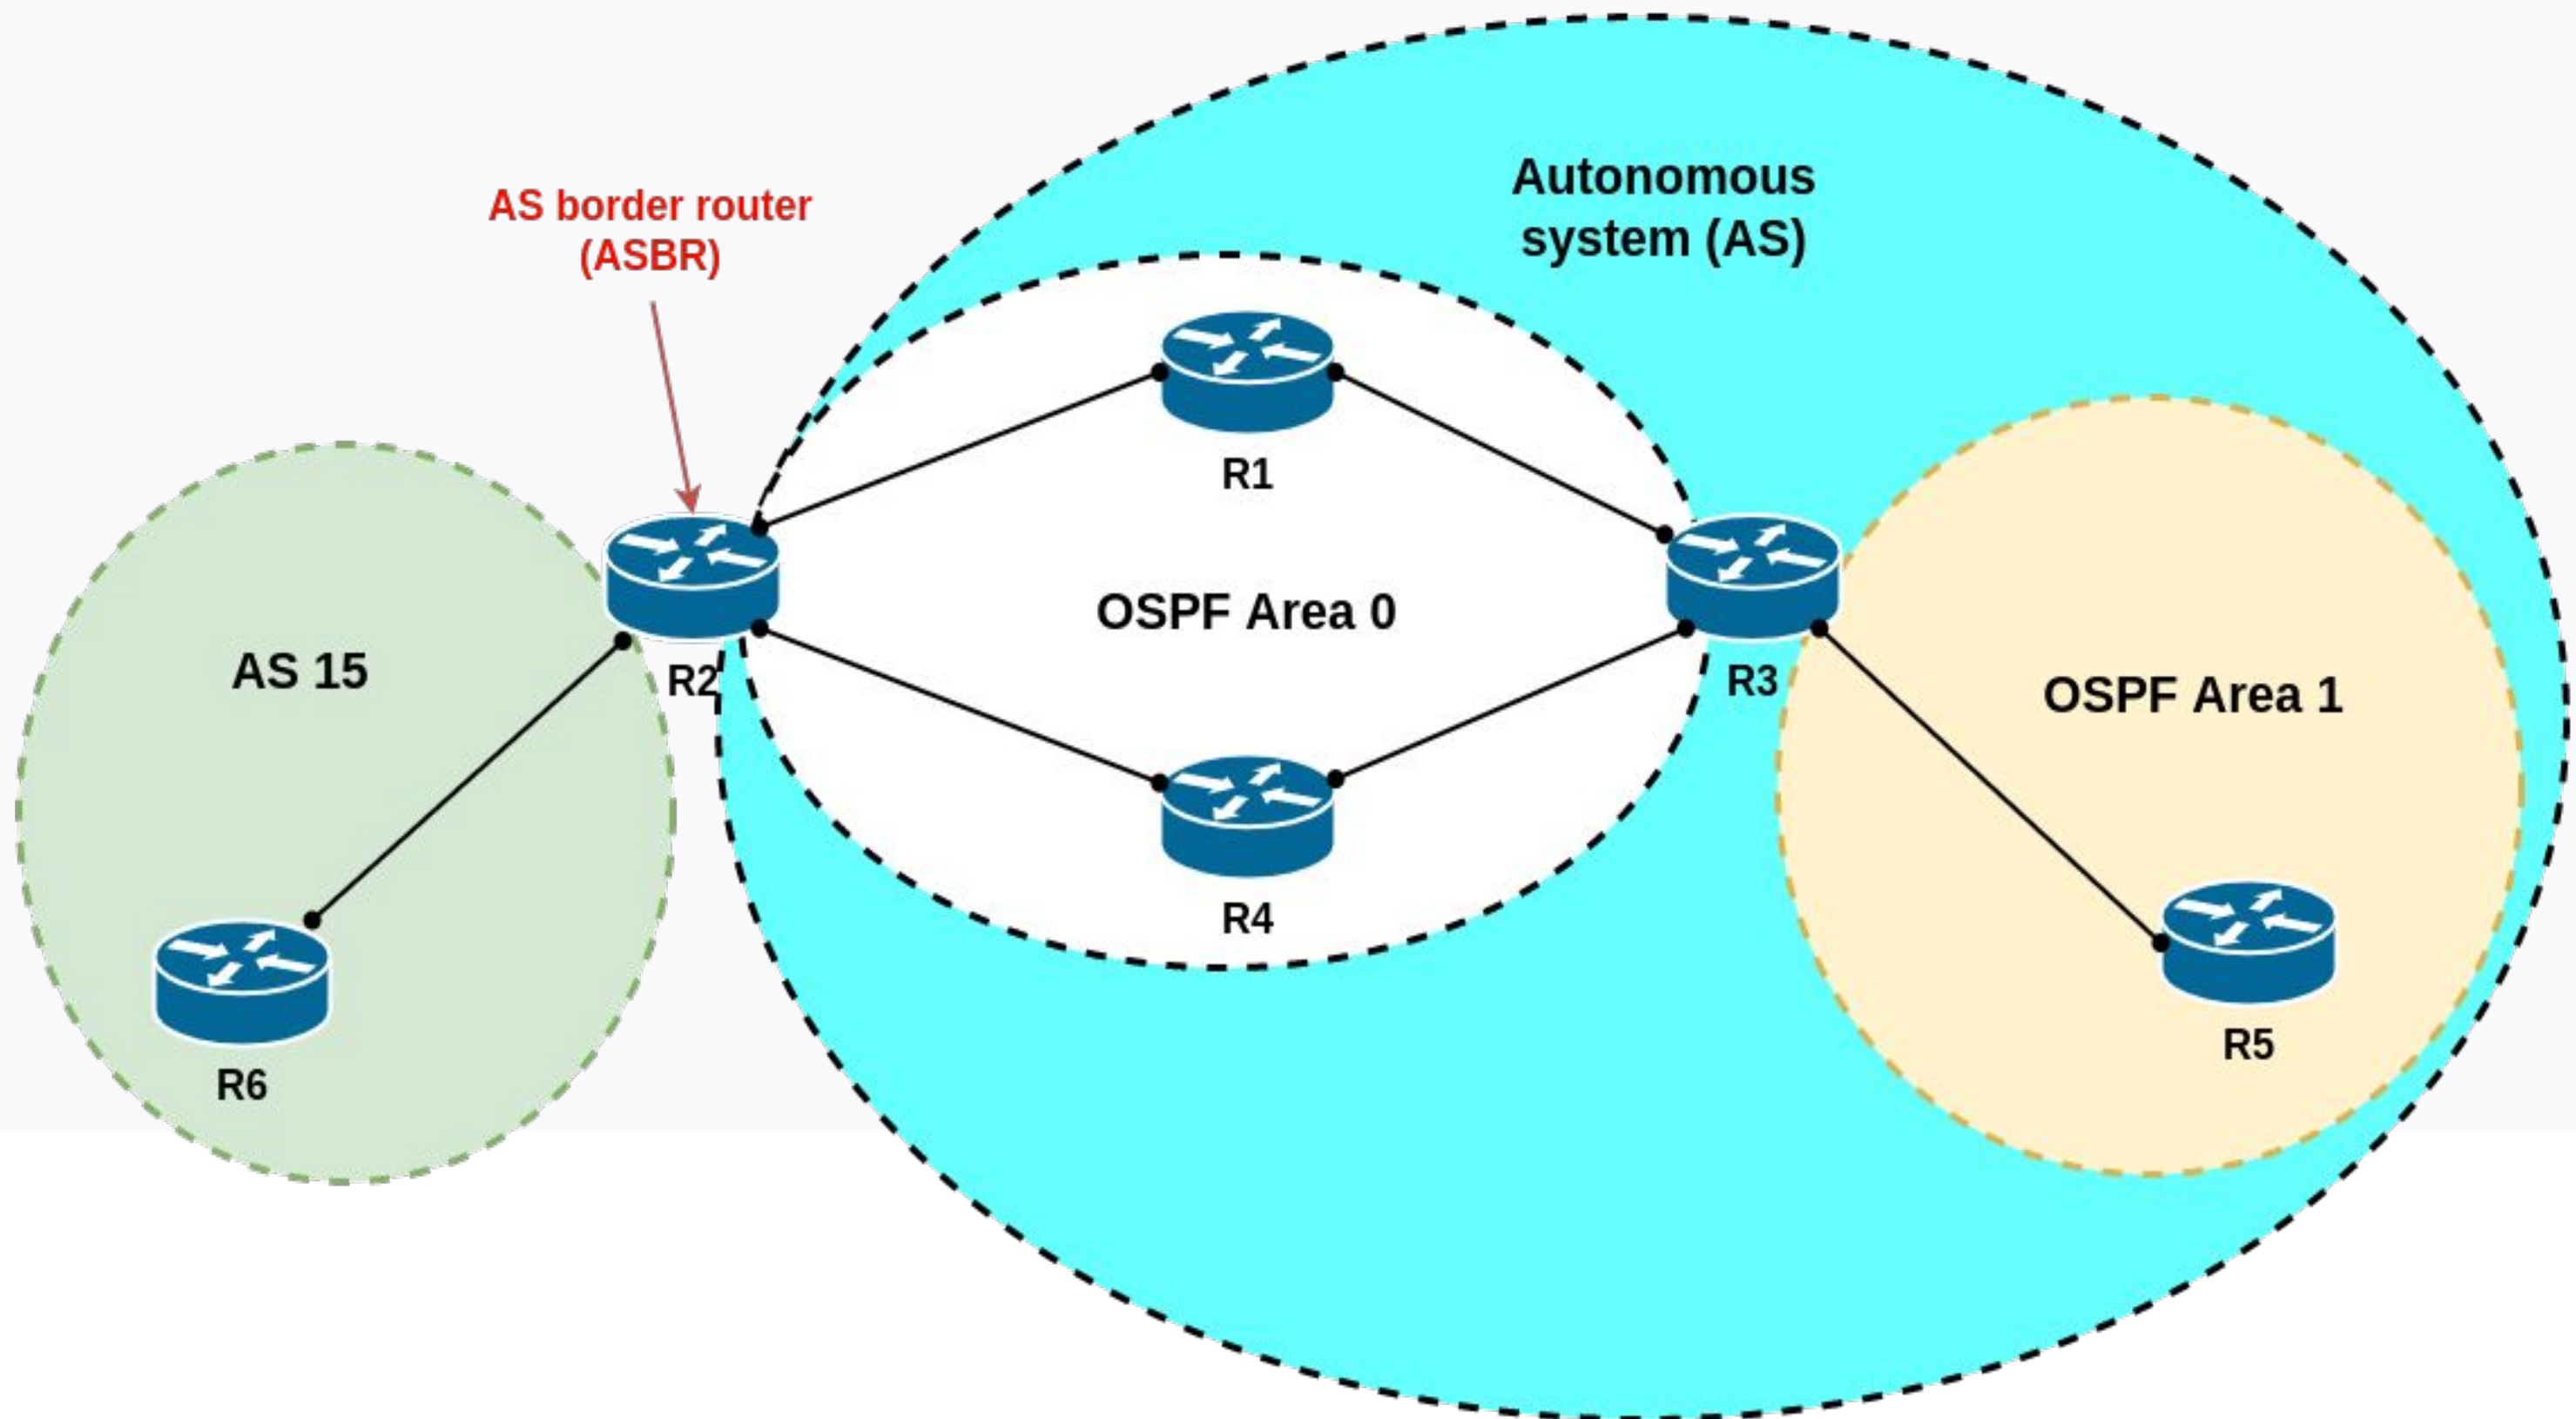 Autonomous
system (AS)
AS border router
(ASBR)
R1
OSPF Area 0
AS 15
R2
R3
OSPF Area 1
R4
R5
R6